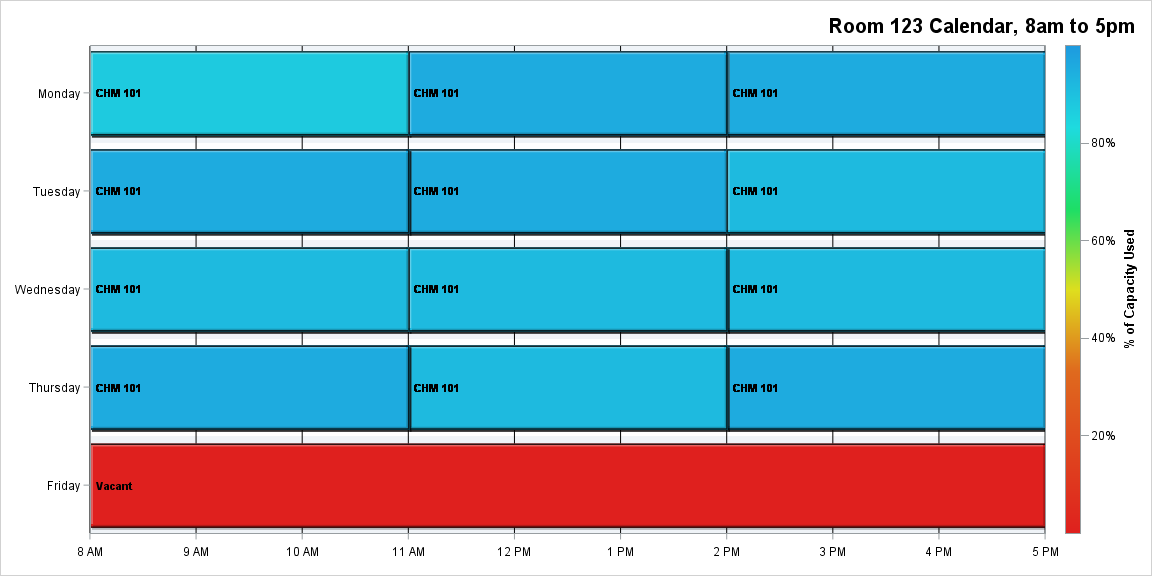 Room 123 Calendar, 8am to 5pm
Monday
CHM 101
CHM 101
CHM 101
Tuesday
CHM 101
CHM 101
CHM 101
Wednesday
CHM 101
CHM 101
CHM 101
Thursday
CHM 101
CHM 101
CHM 101
Friday
Vacant
8 AM
9 AM
10 AM
11 AM
12 PM
1 PM
2 PM
3 PM
4 PM
5 PM
80%
60%
40%
20%
% of Capacity Used